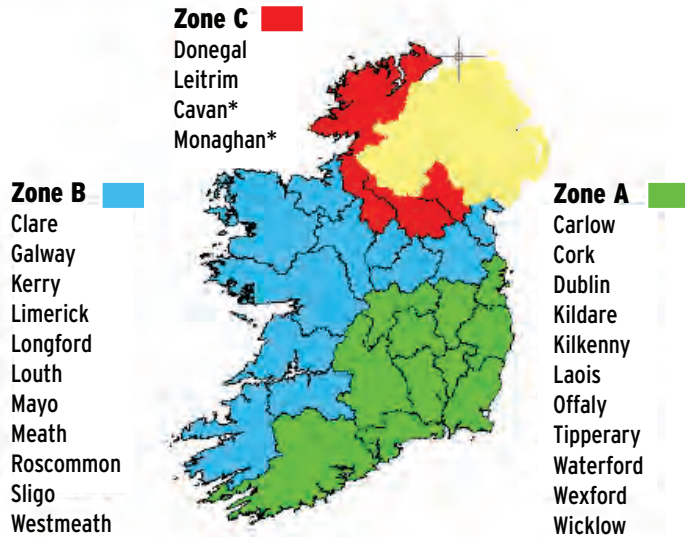 Zone C
Donegal
Leitrim
Cavan*
Monaghan*
Zone B
Clare
Galway
Kerry
Limerick
Longford
Louth
Mayo
Meath
Roscommon
Sligo
Westmeath
Zone A
Carlow
Cork
Dublin
Kildare
Kilkenny
Laois
Offaly
Tipperary
Waterford
Wexford
Wicklow